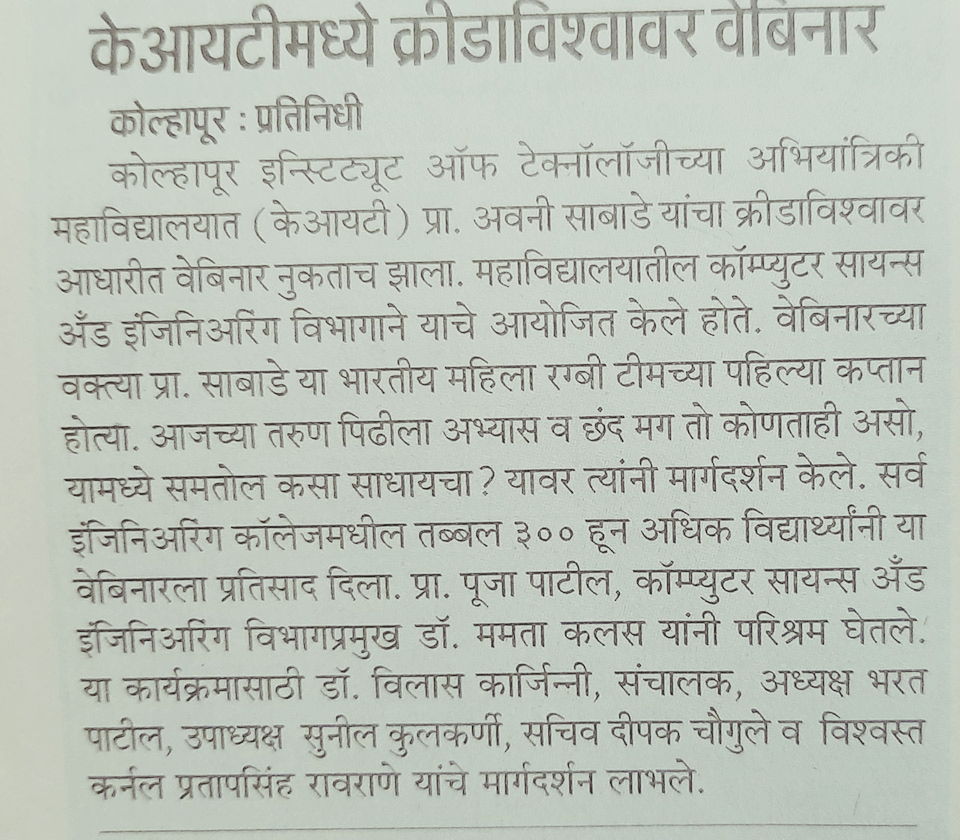 केआयटीमध्ये क्रीडाविश्वावर वेबिनार
कोल्हापूर : प्रतिनिधी
कोल्हापूर इन्स्टिट्यूट ऑफ टेक्नॉलॉजीच्या अभियांत्रिकी
महाविद्यालयात (केआयटी) प्रा. अवनी साबाडे यांचा क्रीडाविश्वावर
आधारीत वेबिनार नुकताच झाला. महाविद्यालयातील कॉम्प्युटर सायन्स
अँड इंजिनिअरिंग विभागाने याचे आयोजित केले होते. वेबिनारच्या
वक्त्या प्रा. साबाडे या भारतीय महिला रग्बी टीमच्या पहिल्या कप्तान
होत्या. आजच्या तरुण पिढीला अभ्यास व छंद मग तो कोणताही असो,
यामध्ये समतोल कसा साधायचा? यावर त्यांनी मार्गदर्शन केले. सर्व
इंजिनिअरिंग कॉलेजमधील तब्बल ३०० हून अधिक विद्यार्थ्यांनी या
वेबिनारला प्रतिसाद दिला. प्रा. पूजा पाटील, कॉम्प्युटर सायन्स अँड
इंजिनिअरिंग विभागप्रमुख डॉ. ममता कलस यांनी परिश्रम घेतले.
या कार्यक्रमासाठी डॉ. विलास कार्जिन्नी, संचालक, अध्यक्ष भरत
पाटील, उपाध्यक्ष सुनील कुलकर्णी, सचिव दीपक चौगुले व विश्वस्त
कर्नल प्रतापसिंह रावराणे यांचे मार्गदर्शन लाभले.